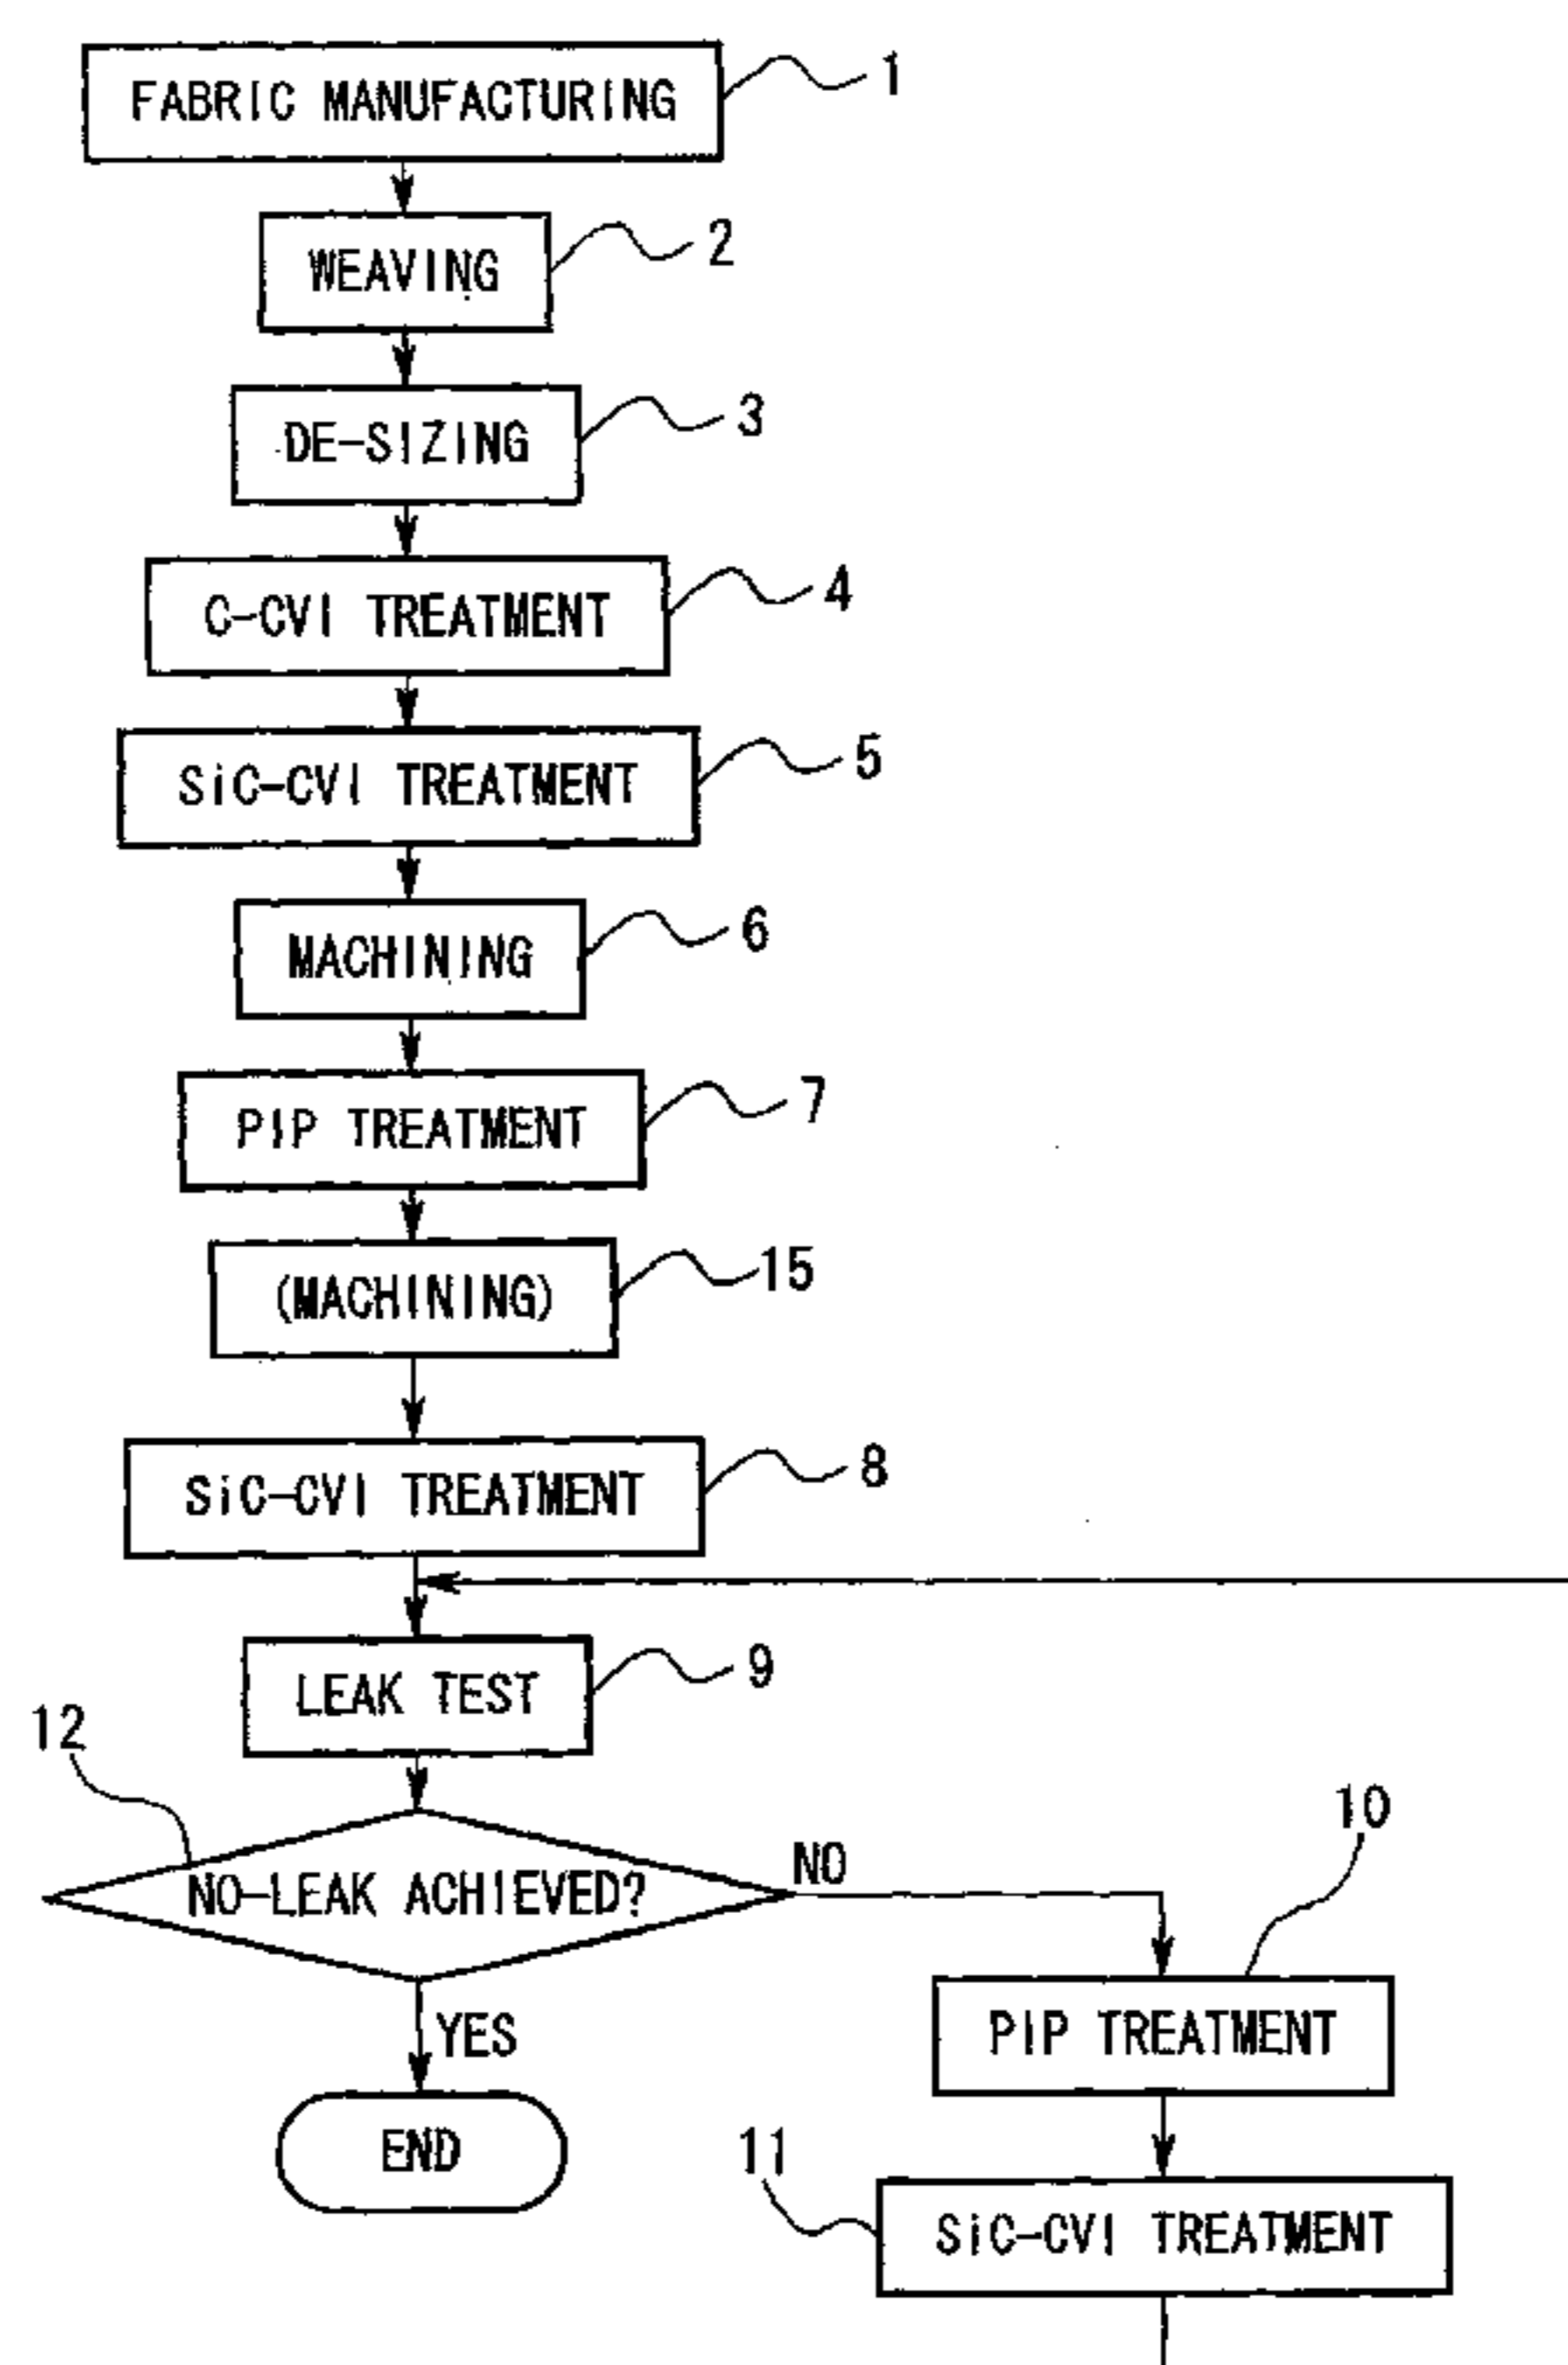 FABRIC MANUFACTURING 1
WEAVING 2
DE-SIZING 3
C-CVI TREATMENT 4
SiC-CVI TREATMENT 5
MACHINING 6
PIP TREATMENT 7
(MACHINING) 15
SiC-CVI TREATMENT 8
LEAK TEST 9
12
NO-LEAK ACHIEVED? NO
10
YES
PIP TREATMENT
END
11
SiC-CVI TREATMENT